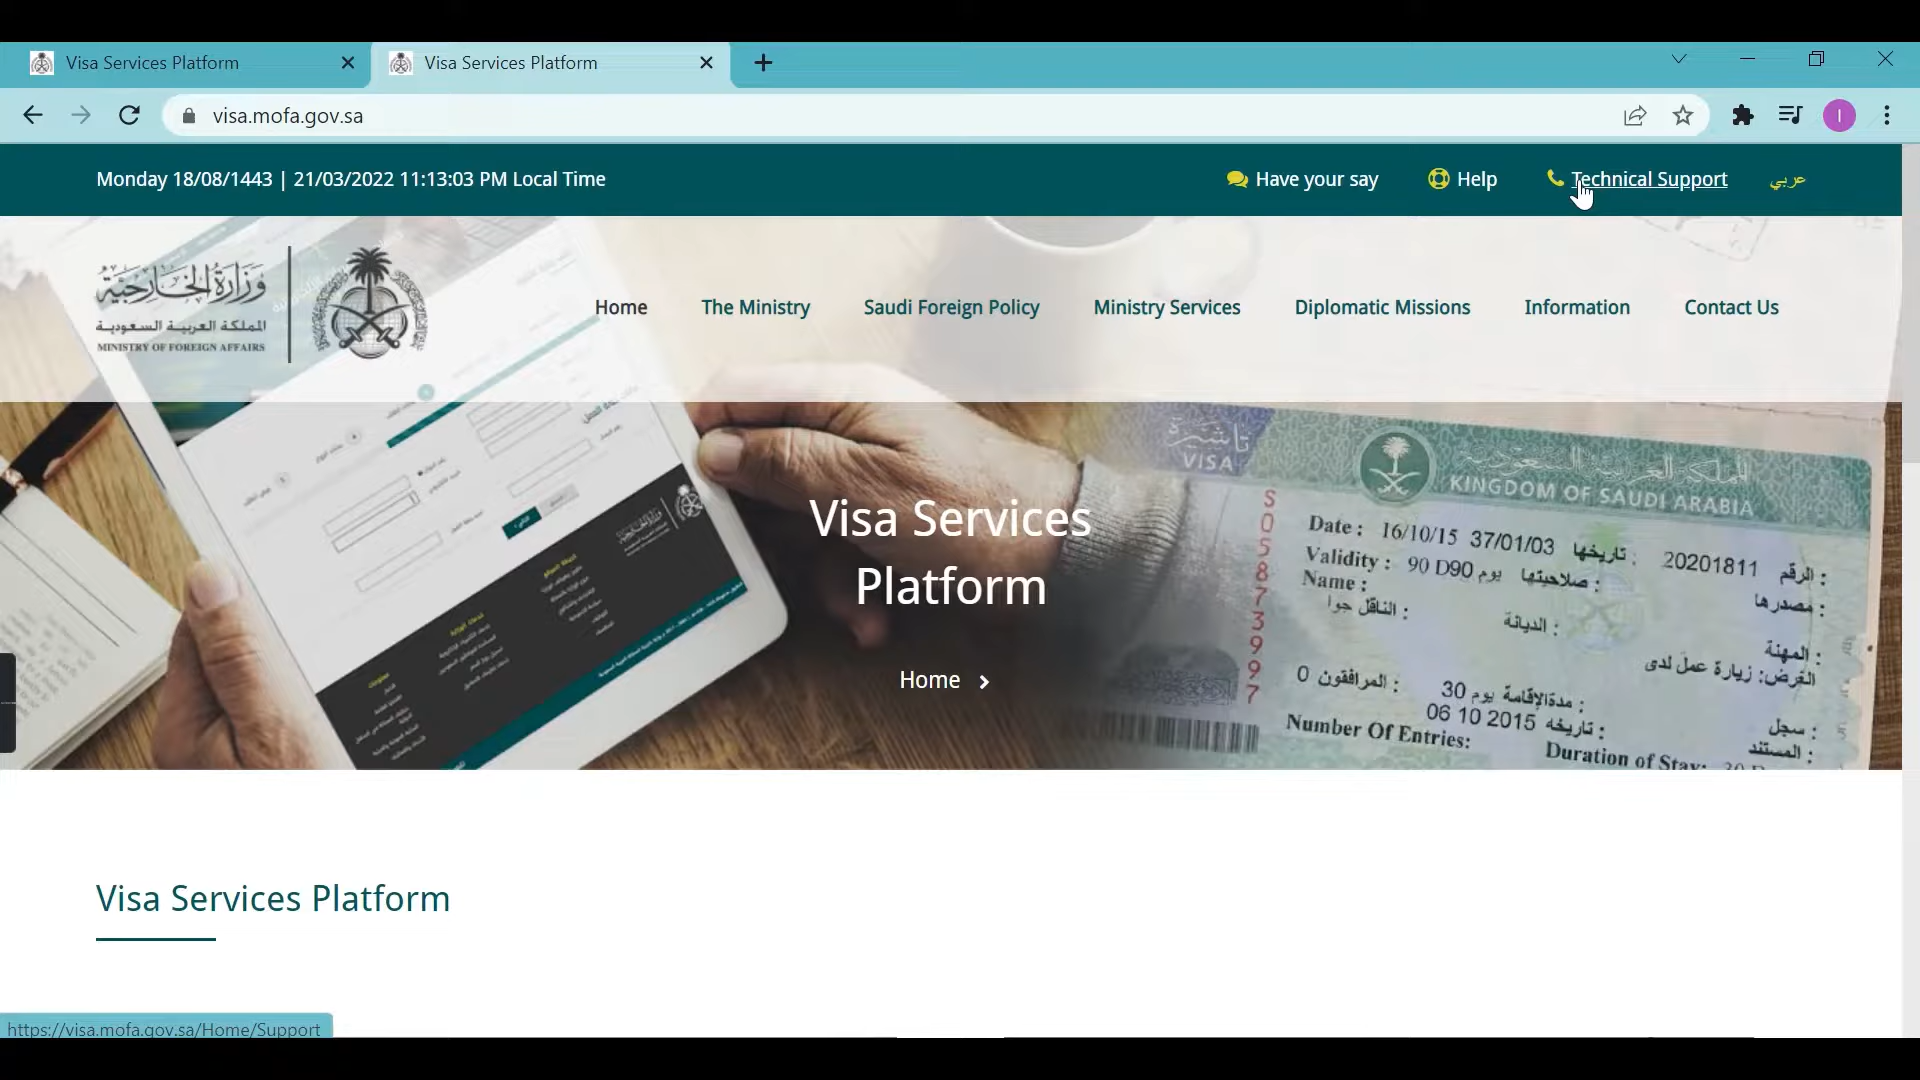 Visa Services Platform
Visa Services Platform
visa.mofa.gov.sa
I
Monday 18/08/1443 | 21/03/2022 11:13:03 PM Local Time
Have your say
Help
Technical Support
عربي
وزارة الخارجية
المملكة العربية السعودية
MINISTRY OF FOREIGN AFFAIRS
Home
The Ministry
Saudi Foreign Policy
Ministry Services
Diplomatic Missions
Information
Contact Us
تأشيرة
VISA
المملكة العربية السعودية
KINGDOM OF SAUDI ARABIA
S05873997
Date : 16/10/15 37/01/03 تاريخها : 20201811 الرقم :
Validity : 90 D90 صلاحيتها يوم : مصدرها :
Name :
الناقل جوا :
الديانة :
المهنة :
الغرض: زيارة عمل لدى
0 المرافقون :
30 مدة الإقامة يوم :
06 10 2015 تاريخه :
سجل :
المستند :
Number Of Entries:
Duration of Stay:
Visa Services
Platform
Home
Visa Services Platform
https://visa.mofa.gov.sa/Home/Support